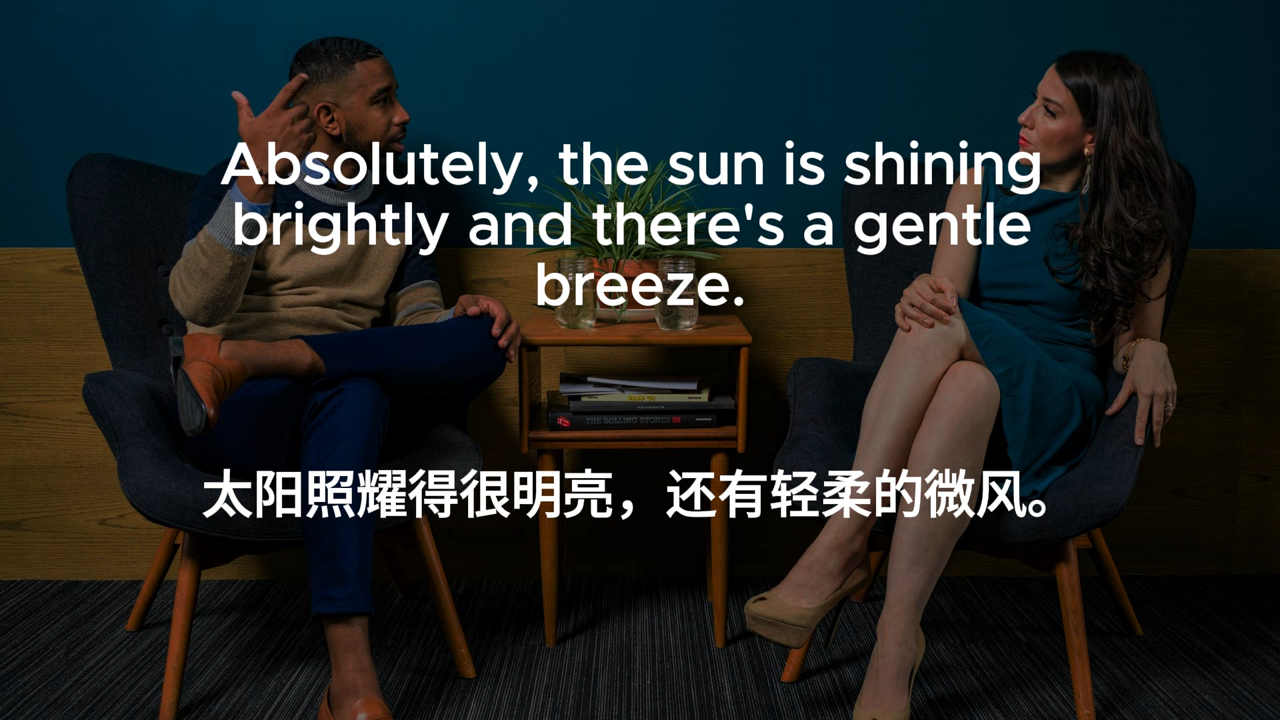 Absolutely, the sun is shining
brightly and there's a gentle
breeze.
太阳照耀得很明亮，还有轻柔的微风。
THE ROLLING STONES